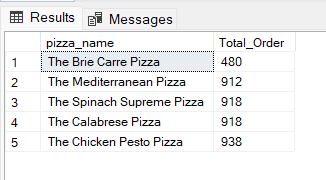 Results Messages
pizza_name Total_Order
1 The Brie Carre Pizza 480
2 The Mediterranean Pizza 912
3 The Spinach Supreme Pizza 918
4 The Calabrese Pizza 918
5 The Chicken Pesto Pizza 938